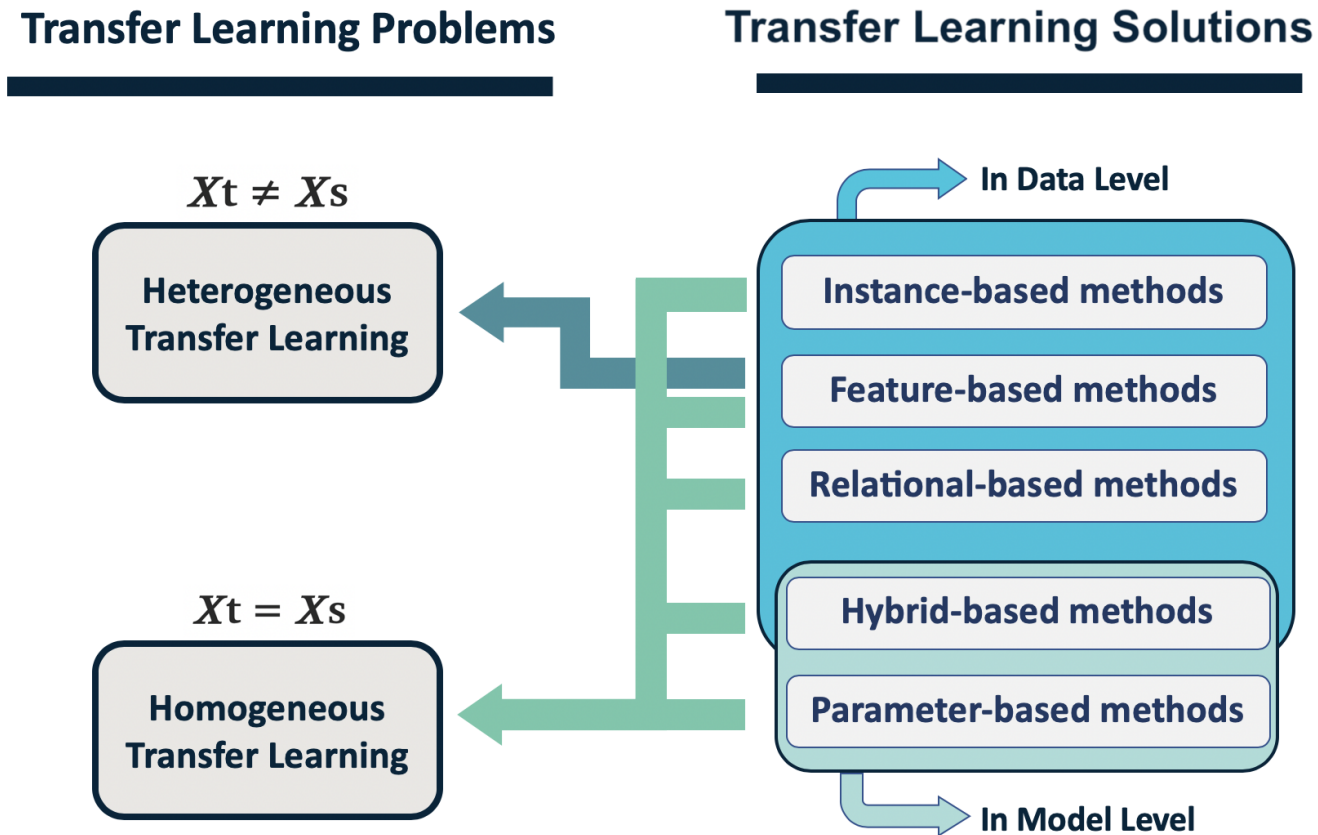 Transfer Learning Problems
Transfer Learning Solutions
Xt ≠ Xs
Heterogeneous
Transfer Learning
Xt = Xs
Homogeneous
Transfer Learning
In Data Level
Instance-based methods
Feature-based methods
Relational-based methods
Hybrid-based methods
Parameter-based methods
In Model Level